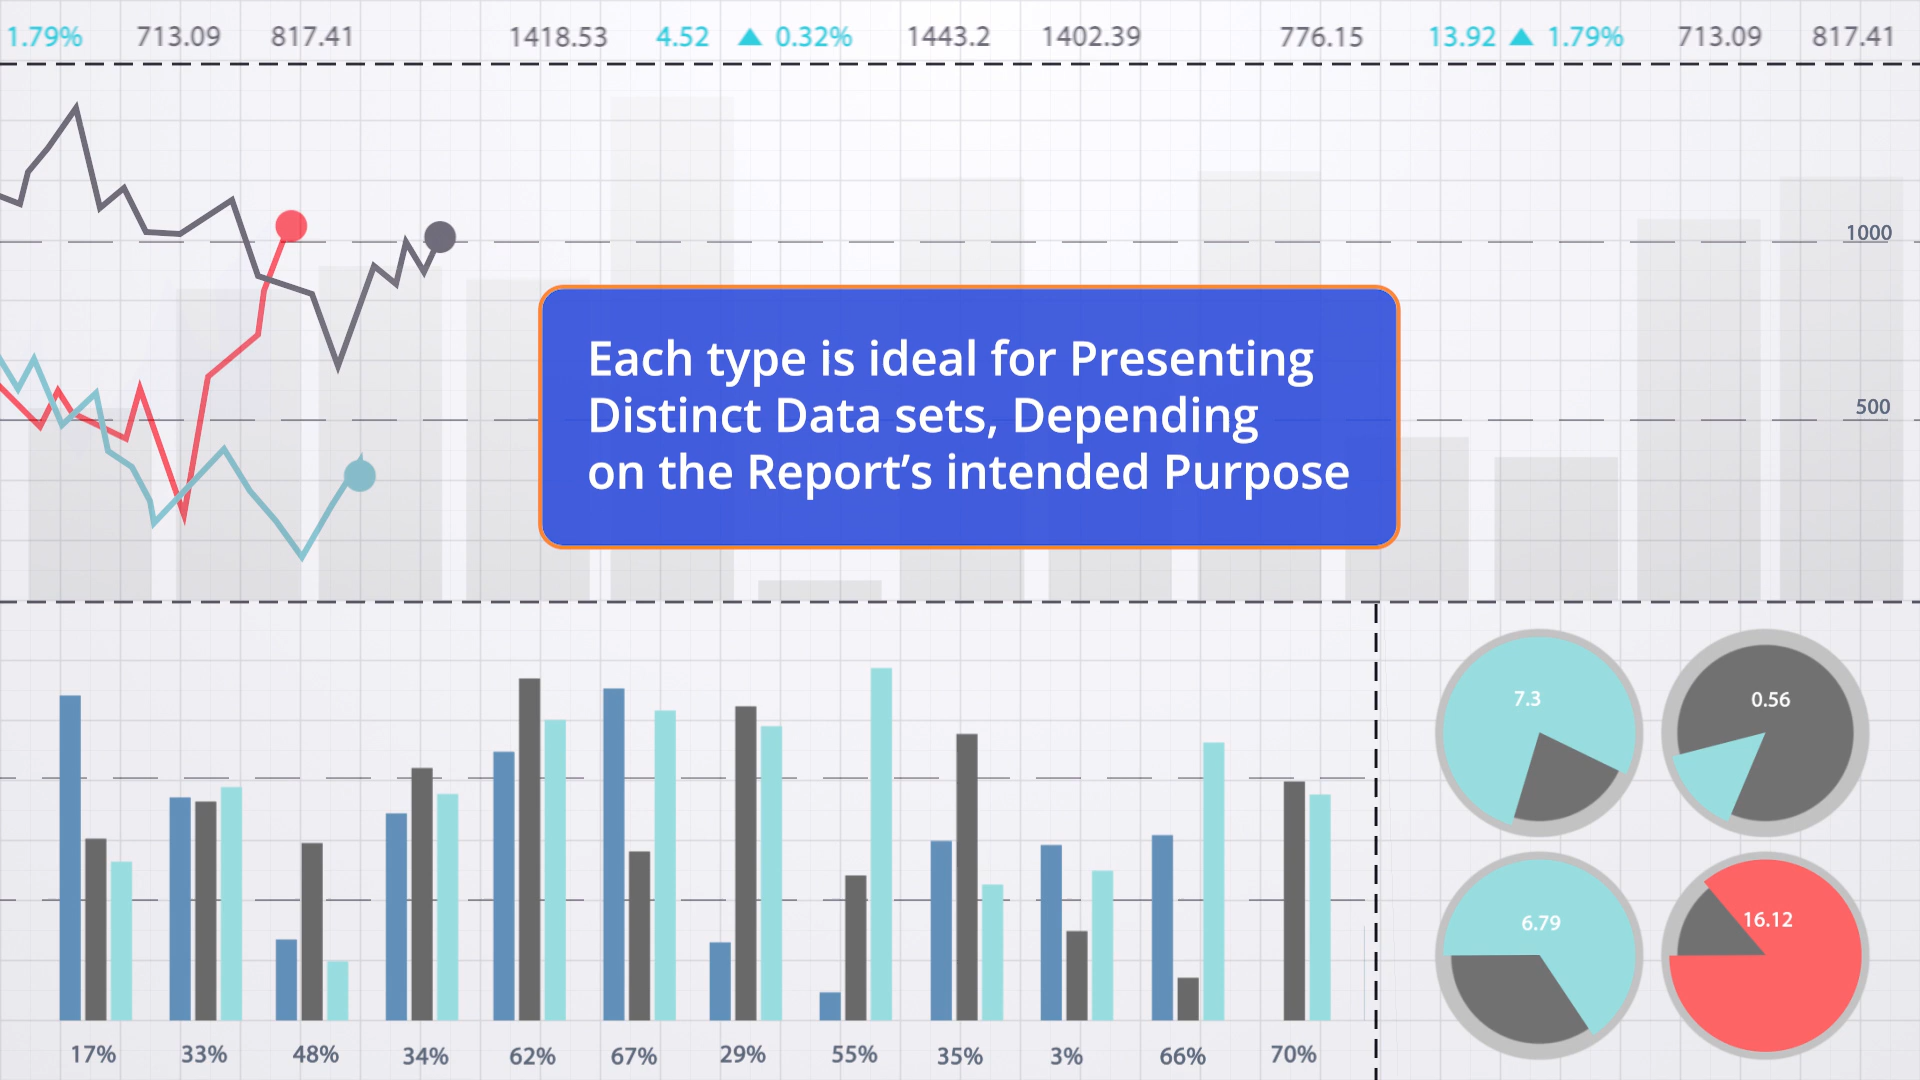 1.79% 713.09 817.41 1418.53 4.52 ▲ 0.32% 1443.2 1402.39 776.15 13.92 ▲ 1.79% 713.09 817.41
1000
500
Each type is ideal for Presenting
Distinct Data sets, Depending
on the Report’s intended Purpose
7.3
0.56
6.79
16.12
17% 33% 48% 34% 62% 67% 29% 55% 35% 3% 66% 70%